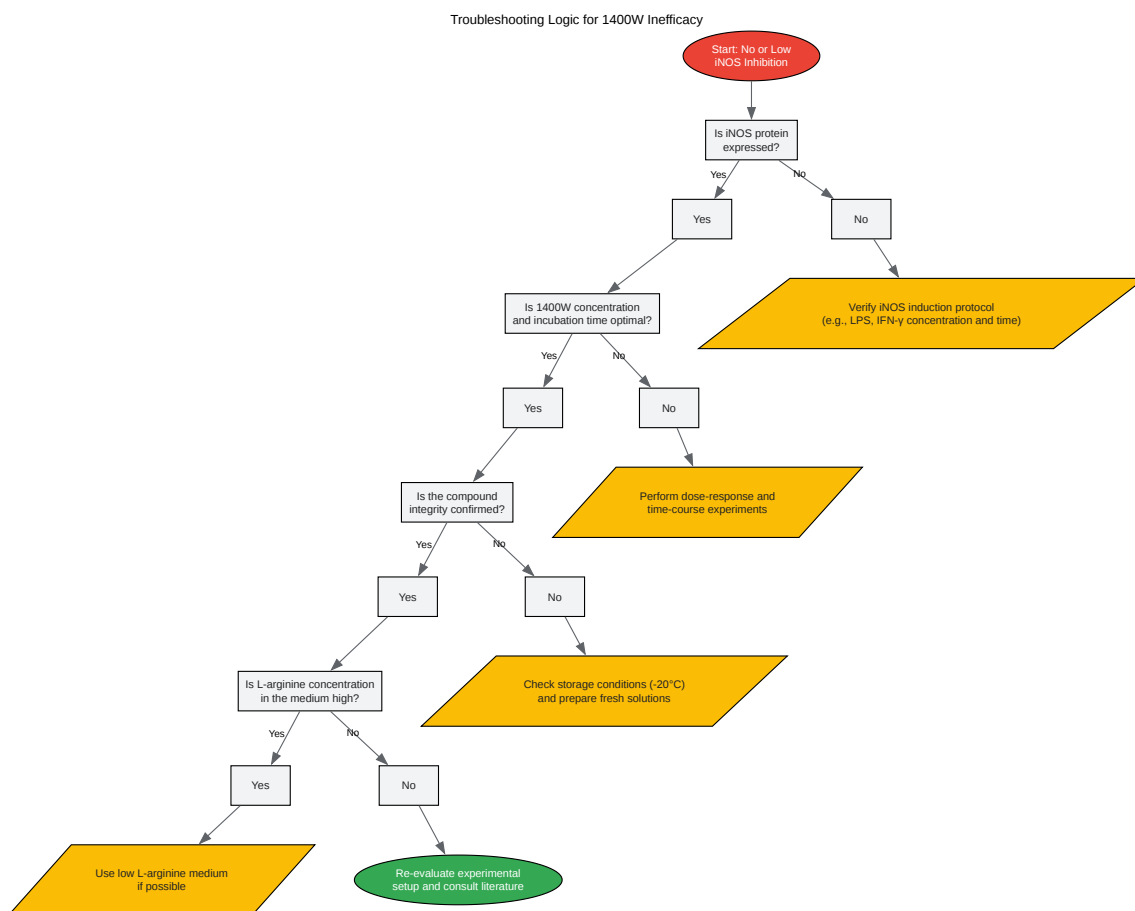 Troubleshooting Logic for 1400W Inefficacy
Start: No or Low
iNOS Inhibition
Is iNOS protein
expressed?
Yes
No
Yes
No
Is 1400W concentration
and incubation time optimal?
Verify iNOS induction protocol
(e.g., LPS, IFN-γ concentration and time)
Yes
No
Yes
No
Is the compound
integrity confirmed?
Perform dose-response and
time-course experiments
Yes
No
Yes
No
Is L-arginine concentration
in the medium high?
Check storage conditions (-20°C)
and prepare fresh solutions
Yes
No
Yes
No
Use low L-arginine medium
if possible
Re-evaluate experimental
setup and consult literature